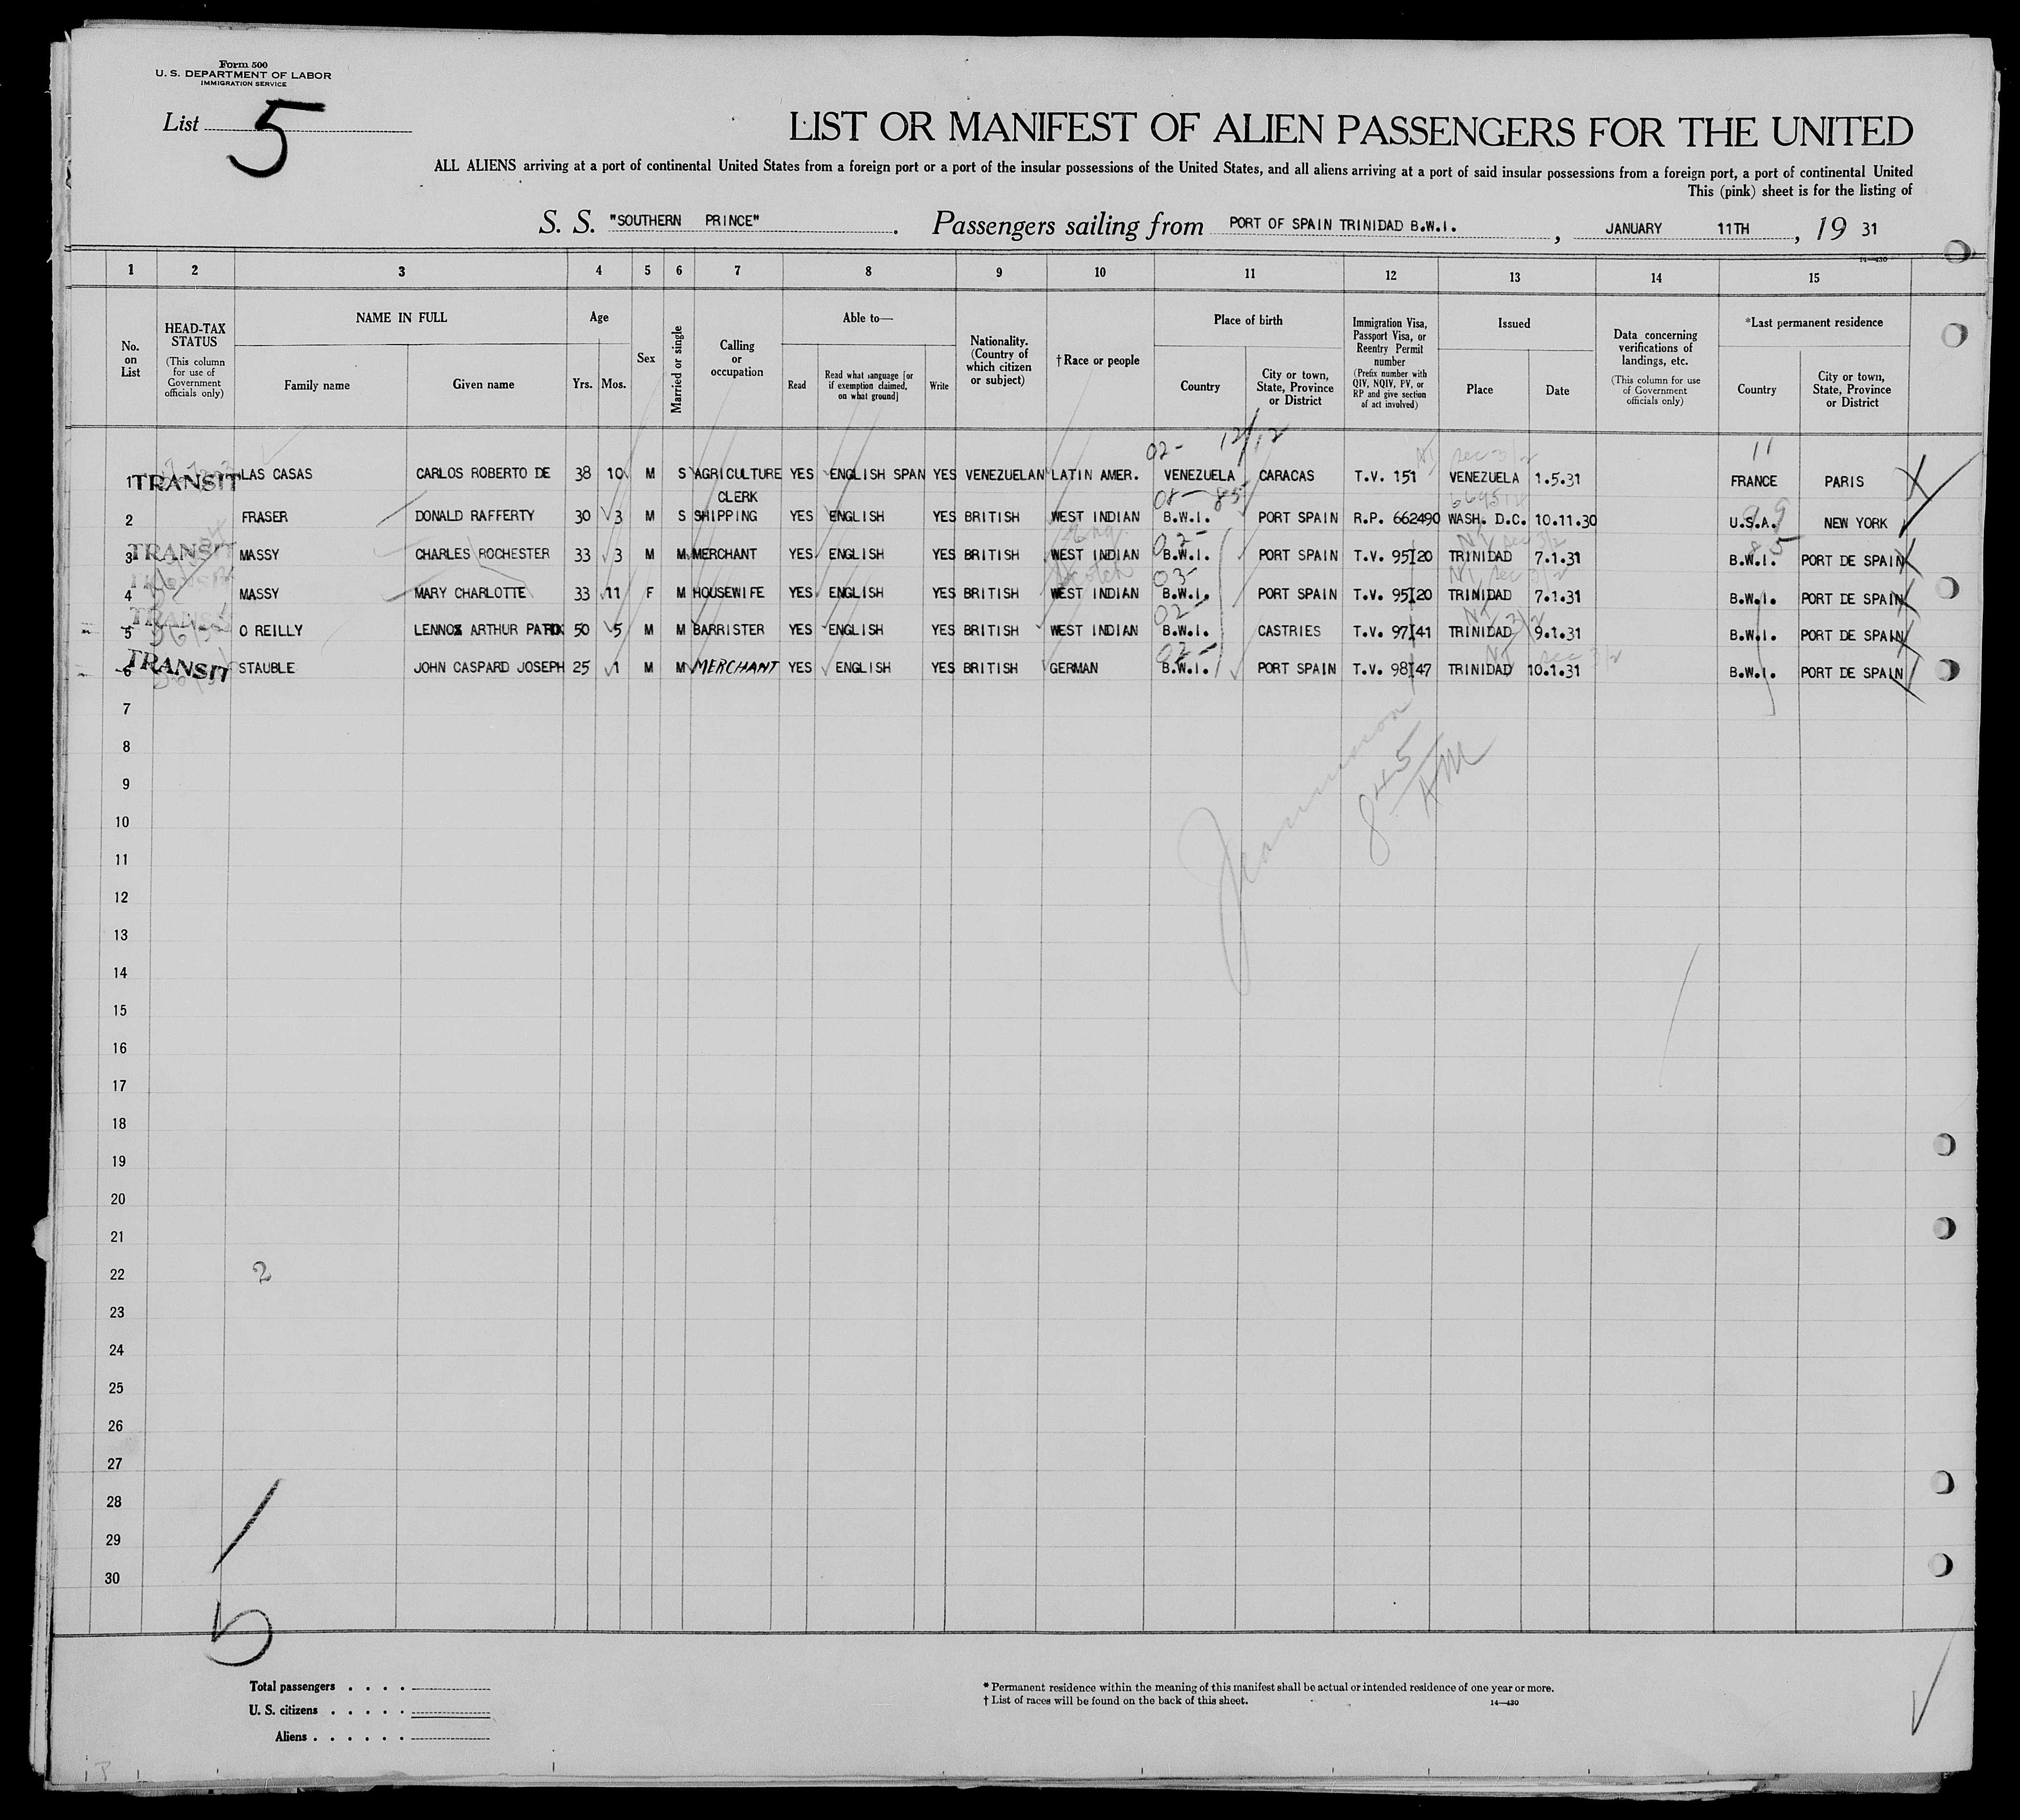 Form 500
U. S. DEPARTMENT OF LABOR
IMMIGRATION SERVICE
List 5
LIST OR MANIFEST OF ALIEN PASSENGERS FOR THE UNITED
ALL ALIENS arriving at a port of continental United States from a foreign port or a port of the insular possessions of the United States, and all aliens arriving at a port of said insular possessions from a foreign port, a port of continental United
This (pink) sheet is for the listing of
S. S. "SOUTHERN PRINCE". Passengers sailing from PORT OF SPAIN TRINIDAD B.W.I., JANUARY 11TH, 19 31
14—430
1 2 3 4 5 6 7 8 9 10 11 12 13 14 15
No. on List
HEAD-TAX STATUS (This column for use of Government officials only)
NAME IN FULL
Family name
Given name
Age
Yrs. Mos.
Sex
Married or single
Calling or occupation
Able to—
Read
Read what language [or if exemption claimed, on what ground]
Write
Nationality. (Country of which citizen or subject)
† Race or people
Place of birth
Country
City or town, State, Province or District
Immigration Visa, Passport Visa, or Reentry Permit number (Prefix number with QIV, NQIV, PV, or RP and give section of act involved)
Issued
Place
Date
Data concerning verifications of landings, etc. (This column for use of Government officials only)
*Last permanent residence
Country
City or town, State, Province or District
02- 12/12 11
1 TRANSIT LAS CASAS CARLOS ROBERTO DE 38 10 M S AGRICULTURE YES ENGLISH SPAN YES VENEZUELAN LATIN AMER. VENEZUELA CARACAS T.V. 151 VENEZUELA 1.5.31 FRANCE PARIS
CLERK 08- 85
2 FRASER DONALD RAFFERTY 30 3 M S SHIPPING YES ENGLISH YES BRITISH WEST INDIAN B.W.I. PORT SPAIN R.P. 662490 WASH. D.C. 10.11.30 U.S.A. 99 NEW YORK
02- 85
3 TRANSIT MASSY CHARLES ROCHESTER 33 3 M M MERCHANT YES ENGLISH YES BRITISH WEST INDIAN B.W.I. PORT SPAIN T.V. 95120 TRINIDAD 7.1.31 B.W.I. PORT DE SPAIN
Scotch 03-
4 TRANSIT MASSY MARY CHARLOTTE 33 11 F M HOUSEWIFE YES ENGLISH YES BRITISH WEST INDIAN B.W.I. PORT SPAIN T.V. 95120 TRINIDAD 7.1.31 B.W.I. PORT DE SPAIN
02-
5 TRANSIT O REILLY LENNOX ARTHUR 50 5 M M BARRISTER YES ENGLISH YES BRITISH WEST INDIAN B.W.I. CASTRIES T.V. 97141 TRINIDAD 9.1.31 B.W.I. PORT DE SPAIN
02-
6 TRANSIT STAUBLE JOHN CASPARD JOSEPH 25 1 M M MERCHANT YES ENGLISH YES BRITISH GERMAN B.W.I. PORT SPAIN T.V. 98147 TRINIDAD 10.1.31 B.W.I. PORT DE SPAIN
7
8
845 AM
9
10
11
12
13
14
15
16
17
18
19
20
21
22 2
23
24
25
26
27
28
29
30
5
Total passengers . . . .
U. S. citizens . . . . .
Aliens . . . . . .
* Permanent residence within the meaning of this manifest shall be actual or intended residence of one year or more.
† List of races will be found on the back of this sheet.
14—430